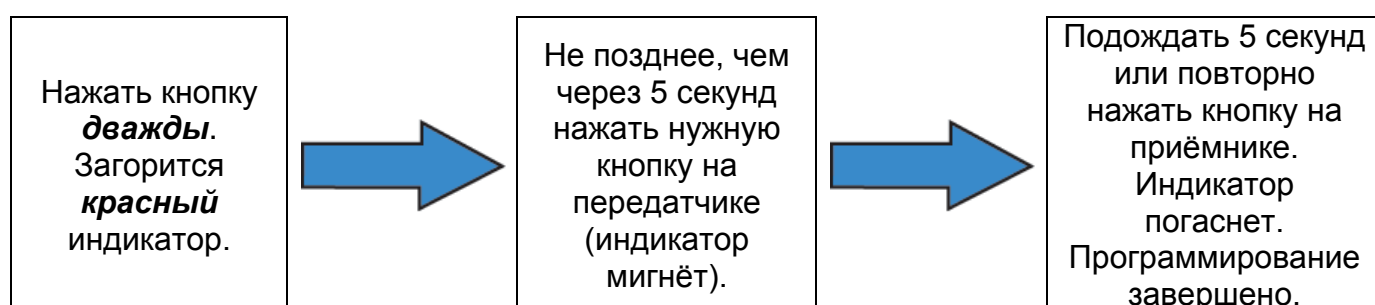 Нажать кнопку
дважды.
Загорится
красный
индикатор.
Не позднее, чем
через 5 секунд
нажать нужную
кнопку на
передатчике
(индикатор
мигнёт).
Подождать 5 секунд
или повторно
нажать кнопку на
приёмнике.
Индикатор
погаснет.
Программирование
завершено.